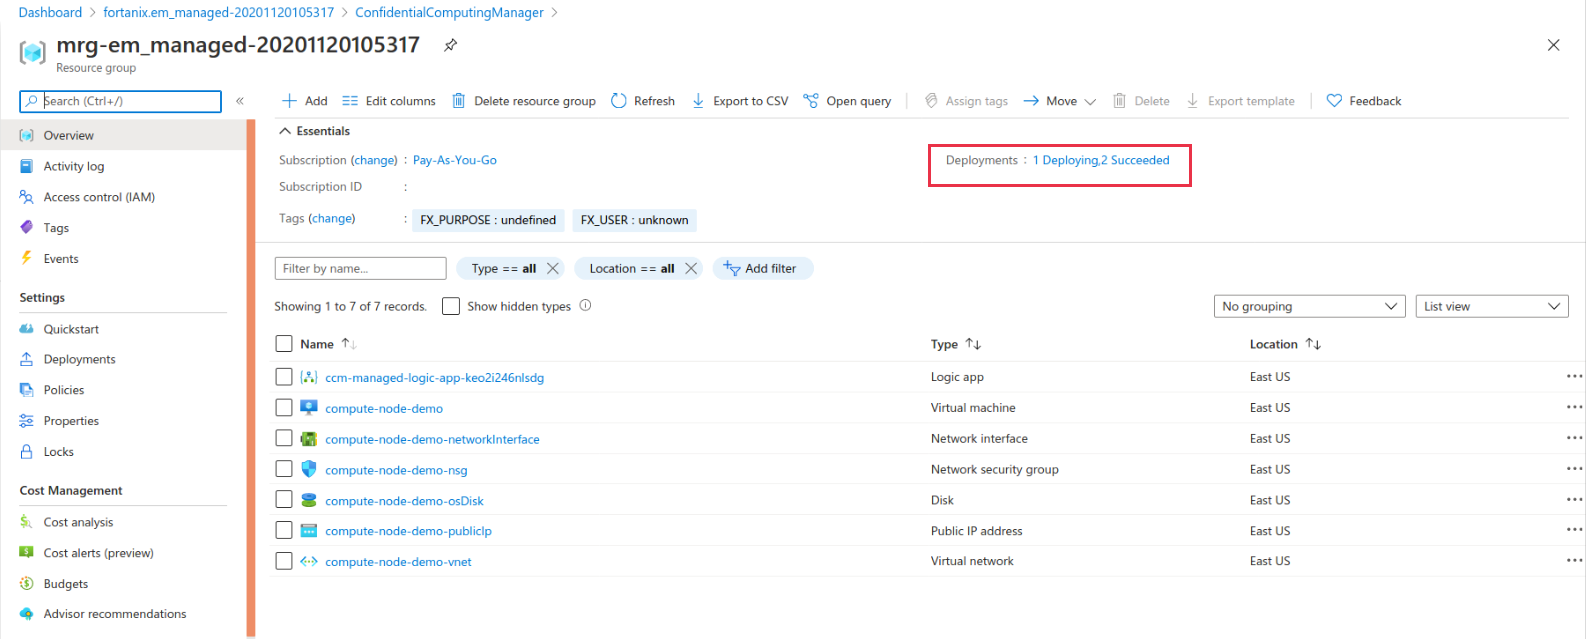 Dashboard > fortanix.em_managed-20201120105317 > ConfidentialComputingManager >
mrg-em_managed-20201120105317
Resource group
Search (Ctrl+/)
«
Add
Edit columns
Delete resource group
Refresh
Export to CSV
Open query
Assign tags
Move
Delete
Export template
Feedback
Overview
Activity log
Access control (IAM)
Tags
Events
Settings
Quickstart
Deployments
Policies
Properties
Locks
Cost Management
Cost analysis
Cost alerts (preview)
Budgets
Advisor recommendations
Essentials
Subscription (change) : Pay-As-You-Go
Deployments : 1 Deploying,2 Succeeded
Subscription ID :
Tags (change) : FX_PURPOSE : undefined FX_USER : unknown
Filter by name...
Type == all
Location == all
Add filter
Showing 1 to 7 of 7 records.
Show hidden types
No grouping
List view
Name Type Location
ccm-managed-logic-app-keo2i246nlsdg Logic app East US
compute-node-demo Virtual machine East US
compute-node-demo-networkInterface Network interface East US
compute-node-demo-nsg Network security group East US
compute-node-demo-osDisk Disk East US
compute-node-demo-publicIp Public IP address East US
compute-node-demo-vnet Virtual network East US